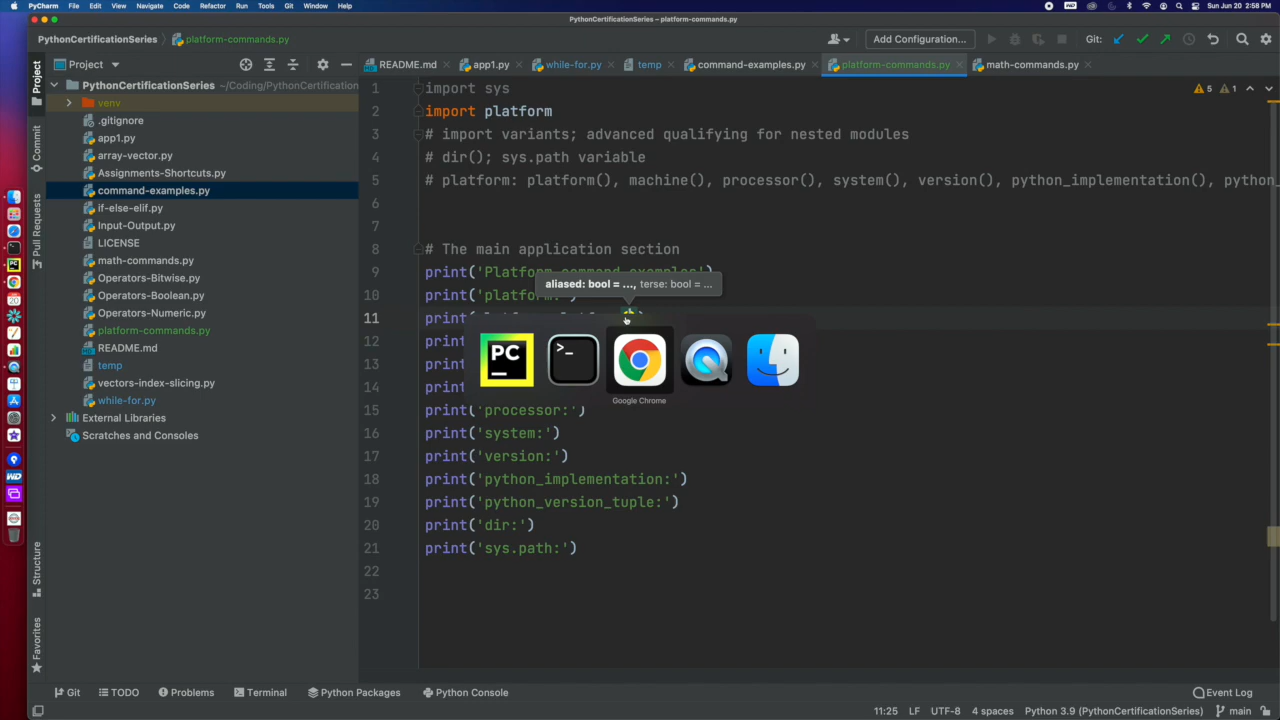 PyCharm File Edit View Navigate Code Refactor Run Tools Git Window Help
Sun Jun 20 2:58 PM
PythonCertificationSeries – platform-commands.py
PythonCertificationSeries platform-commands.py
Add Configuration...
Git:
Project
README.md app1.py while-for.py temp command-examples.py platform-commands.py math-commands.py
Project
Commit
Pull Requests
Structure
Favorites
PythonCertificationSeries ~/Coding/PythonCertification
venv
.gitignore
app1.py
array-vector.py
Assignments-Shortcuts.py
command-examples.py
if-else-elif.py
Input-Output.py
LICENSE
math-commands.py
Operators-Bitwise.py
Operators-Boolean.py
Operators-Numeric.py
platform-commands.py
README.md
temp
vectors-index-slicing.py
while-for.py
External Libraries
Scratches and Consoles
5 1
1 import sys
2 import platform
3 # import variants; advanced qualifying for nested modules
4 # dir(); sys.path variable
5 # platform: platform(), machine(), processor(), system(), version(), python_implementation(), python_
6
7
8 # The main application section
9 print('Platform command examples')
aliased: bool = ..., terse: bool = ...
10 print('platform:')
11 print(
12 print
13 print
14 print
15 print('processor:')
16 print('system:')
17 print('version:')
18 print('python_implementation:')
19 print('python_version_tuple:')
20 print('dir:')
21 print('sys.path:')
22
23
PC
>_
Google Chrome
Git TODO Problems Terminal Python Packages Python Console
Event Log
11:25 LF UTF-8 4 spaces Python 3.9 (PythonCertificationSeries) main